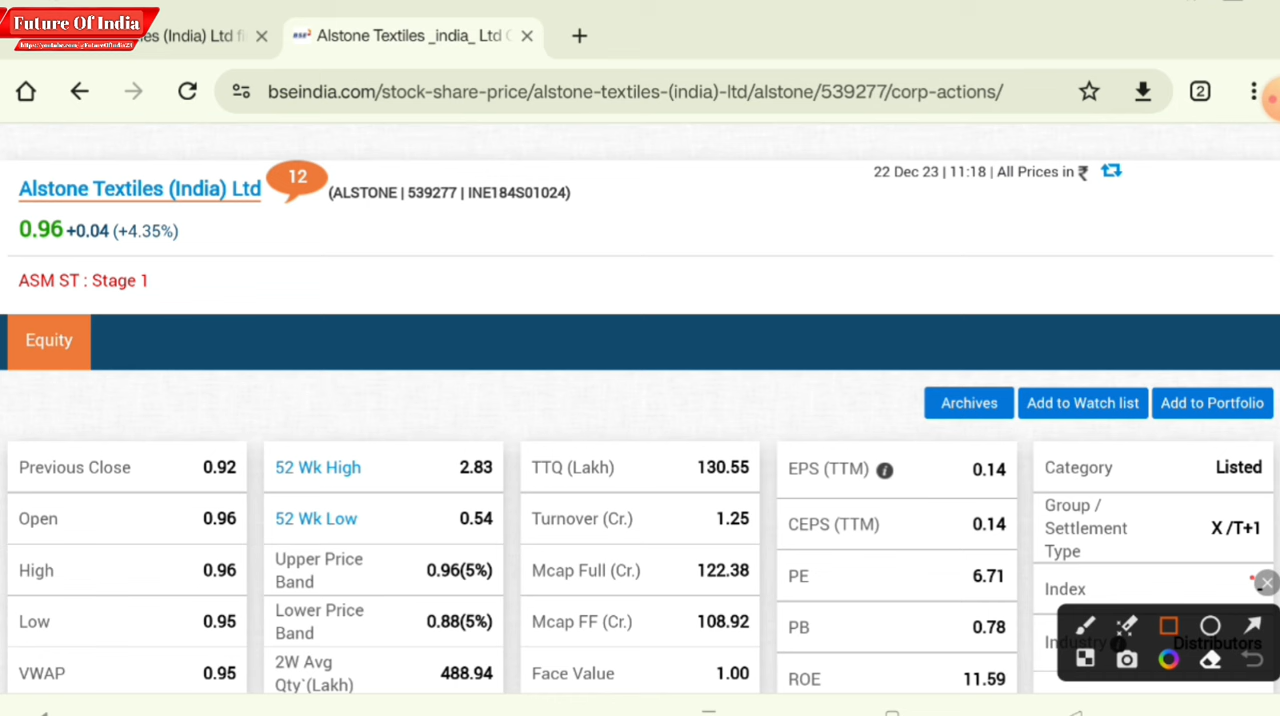 Future Of India
es (India) Ltd fi
Alstone Textiles _india_ Ltd
bseindia.com/stock-share-price/alstone-textiles-(india)-ltd/alstone/539277/corp-actions/
2
Alstone Textiles (India) Ltd
12
(ALSTONE | 539277 | INE184S01024)
22 Dec 23 | 11:18 | All Prices in ₹
0.96 +0.04 (+4.35%)
ASM ST : Stage 1
Equity
Archives
Add to Watch list
Add to Portfolio
Previous Close 0.92
Open 0.96
High 0.96
Low 0.95
VWAP 0.95
52 Wk High 2.83
52 Wk Low 0.54
Upper Price
Band 0.96(5%)
Lower Price
Band 0.88(5%)
2W Avg
Qty`(Lakh) 488.94
TTQ (Lakh) 130.55
Turnover (Cr.) 1.25
Mcap Full (Cr.) 122.38
Mcap FF (Cr.) 108.92
Face Value 1.00
EPS (TTM) 0.14
CEPS (TTM) 0.14
PE 6.71
PB 0.78
ROE 11.59
Category Listed
Group /
Settlement
Type X /T+1
Index -
Industry Distributors